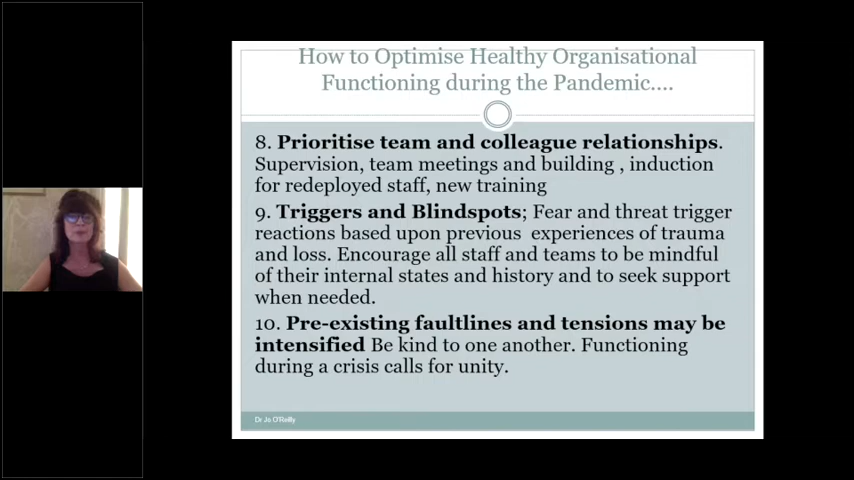 How to Optimise Healthy Organisational
Functioning during the Pandemic....
8. Prioritise team and colleague relationships.
Supervision, team meetings and building , induction
for redeployed staff, new training
9. Triggers and Blindspots; Fear and threat trigger
reactions based upon previous experiences of trauma
and loss. Encourage all staff and teams to be mindful
of their internal states and history and to seek support
when needed.
10. Pre-existing faultlines and tensions may be
intensified Be kind to one another. Functioning
during a crisis calls for unity.
Dr Jo O'Reilly